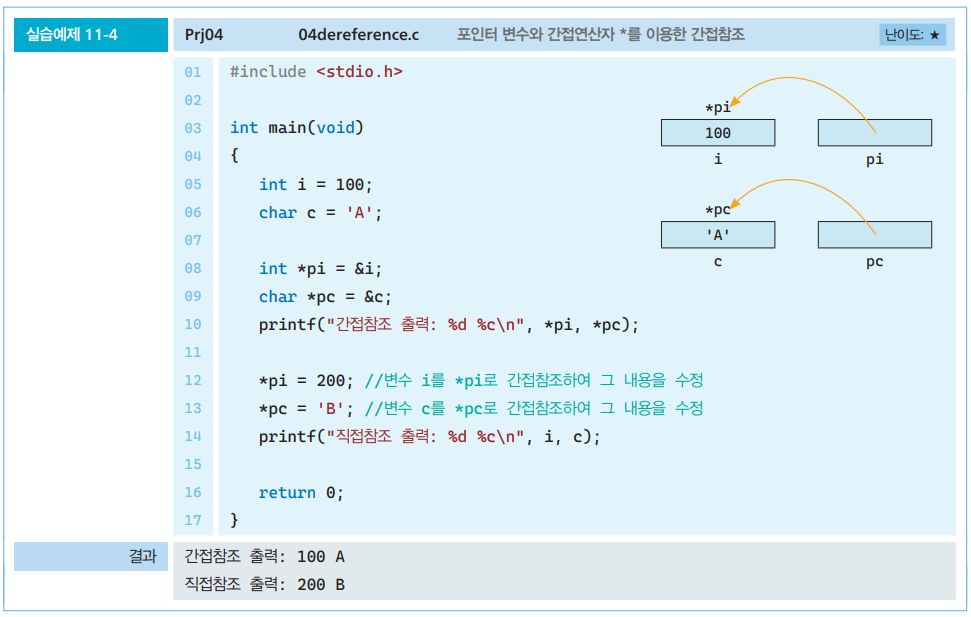 실습예제 11-4 Prj04 04dereference.c 포인터 변수와 간접연산자 *를 이용한 간접참조 난이도: ★
01 #include <stdio.h>
02
03 int main(void)
04 {
05 int i = 100;
06 char c = 'A';
07
08 int *pi = &i;
09 char *pc = &c;
10 printf("간접참조 출력: %d %c\n", *pi, *pc);
11
12 *pi = 200; //변수 i를 *pi로 간접참조하여 그 내용을 수정
13 *pc = 'B'; //변수 c를 *pc로 간접참조하여 그 내용을 수정
14 printf("직접참조 출력: %d %c\n", i, c);
15
16 return 0;
17 }
*pi
100
i pi
*pc
'A'
c pc
결과 간접참조 출력: 100 A
직접참조 출력: 200 B